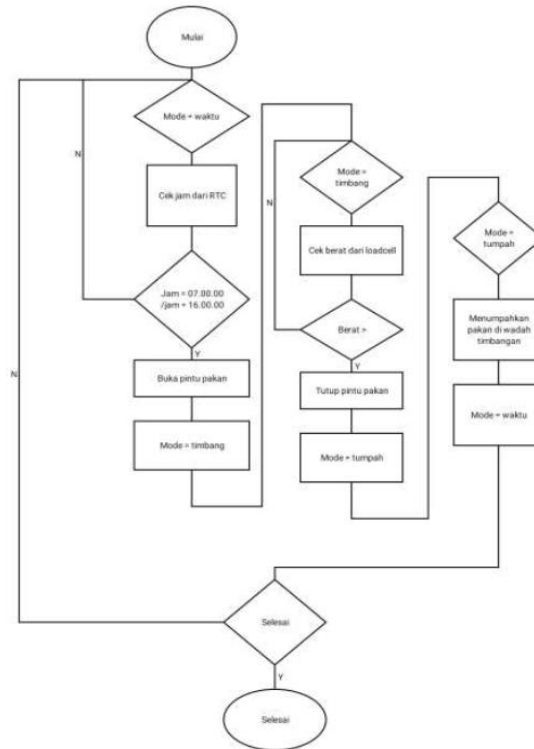 Mulai
Mode = waktu
N
Cek jam dari RTC
Jam = 07.00.00
/jam = 16.00.00
Y
Buka pintu pakan
Mode = timbang
Mode =
timbang
N
Cek berat dari loadcell
Berat >
Y
Tutup pintu pakan
Mode = tumpah
Mode =
tumpah
Menumpahkan
pakan di wadah
timbangan
Mode = waktu
N
Selesai
Y
Selesai